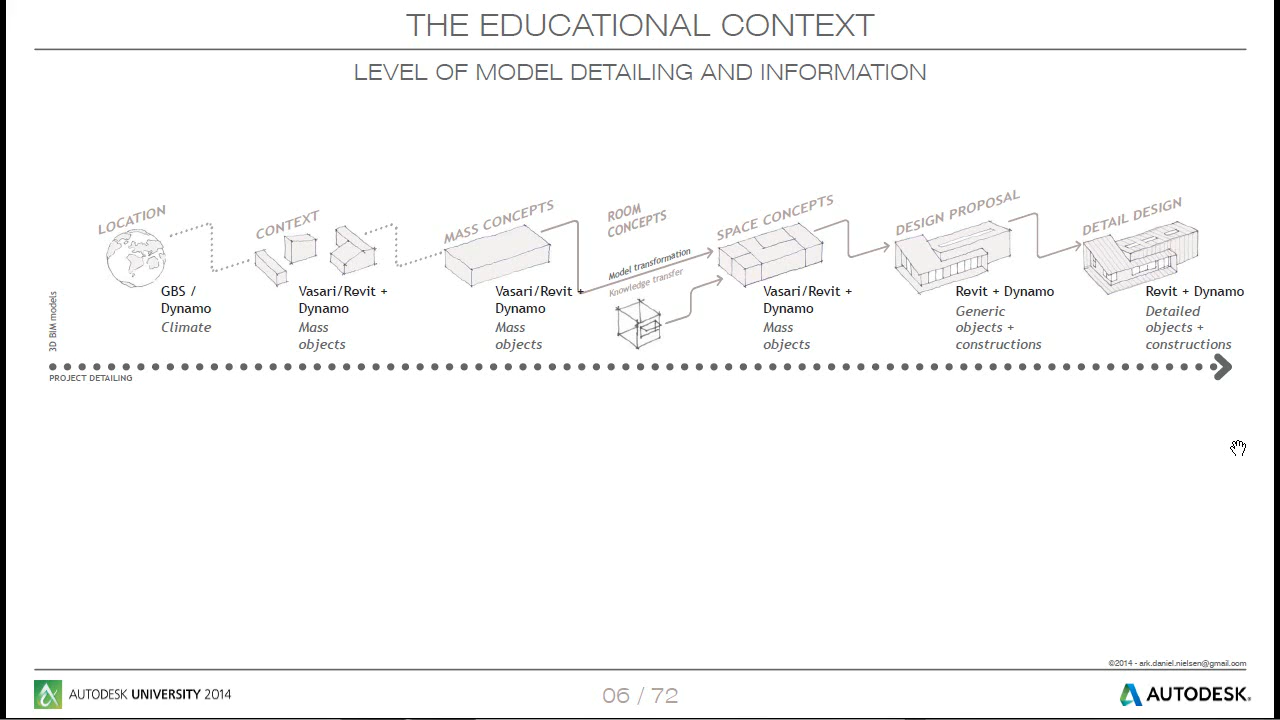 THE EDUCATIONAL CONTEXT
LEVEL OF MODEL DETAILING AND INFORMATION
LOCATION
CONTEXT
MASS CONCEPTS
ROOM
CONCEPTS
SPACE CONCEPTS
DESIGN PROPOSAL
DETAIL DESIGN
Model transformation
Knowledge transfer
3D BIM models
GBS /
Dynamo
Climate
Vasari/Revit +
Dynamo
Mass
objects
Vasari/Revit +
Dynamo
Mass
objects
Vasari/Revit +
Dynamo
Mass
objects
Revit + Dynamo
Generic
objects +
constructions
Revit + Dynamo
Detailed
objects +
constructions
PROJECT DETAILING
©2014 - ark.daniel.nielsen@gmail.com
AUTODESK UNIVERSITY 2014
06 / 72
AUTODESK.